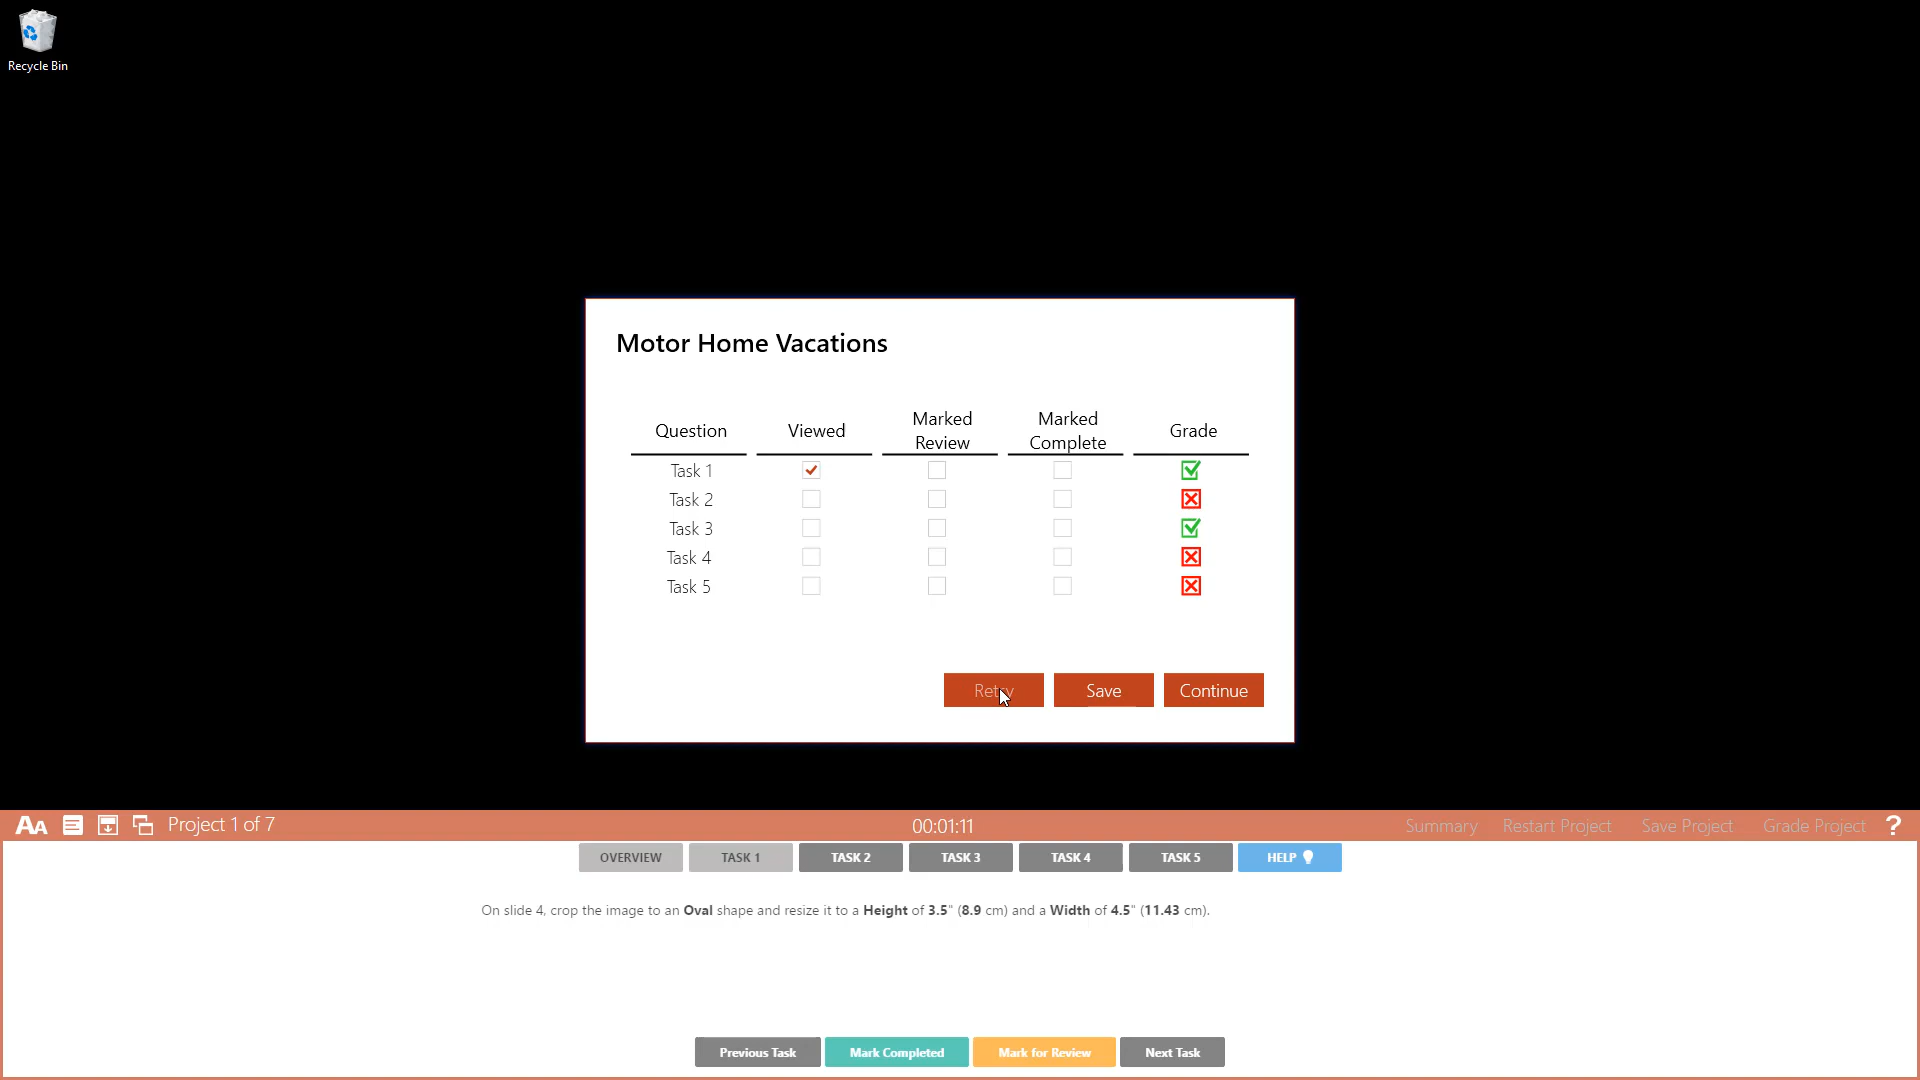 Recycle Bin
Motor Home Vacations
Question Viewed Marked Review Marked Complete Grade
Task 1
Task 2
Task 3
Task 4
Task 5
Retry Save Continue
AA Project 1 of 7 00:01:11 Summary Restart Project Save Project Grade Project ?
OVERVIEW TASK 1 TASK 2 TASK 3 TASK 4 TASK 5 HELP
On slide 4, crop the image to an Oval shape and resize it to a Height of 3.5" (8.9 cm) and a Width of 4.5" (11.43 cm).
Previous Task Mark Completed Mark for Review Next Task